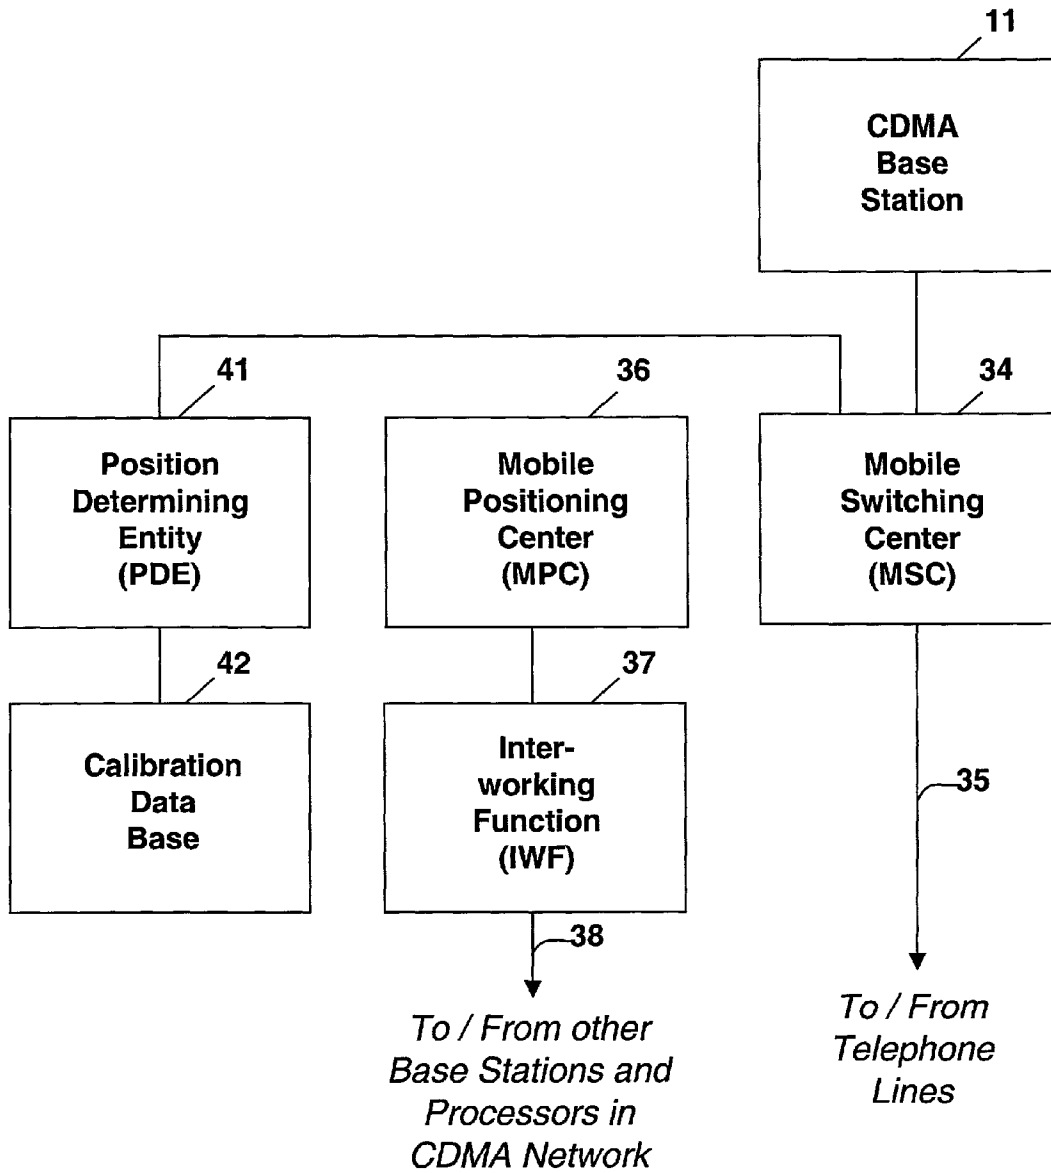 11
CDMA
Base
Station
41
Position
Determining
Entity
(PDE)
36
Mobile
Positioning
Center
(MPC)
34
Mobile
Switching
Center
(MSC)
42
Calibration
Data
Base
37
Inter-
working
Function
(IWF)
35
38
To / From other
Base Stations and
Processors in
CDMA Network
To / From
Telephone
Lines